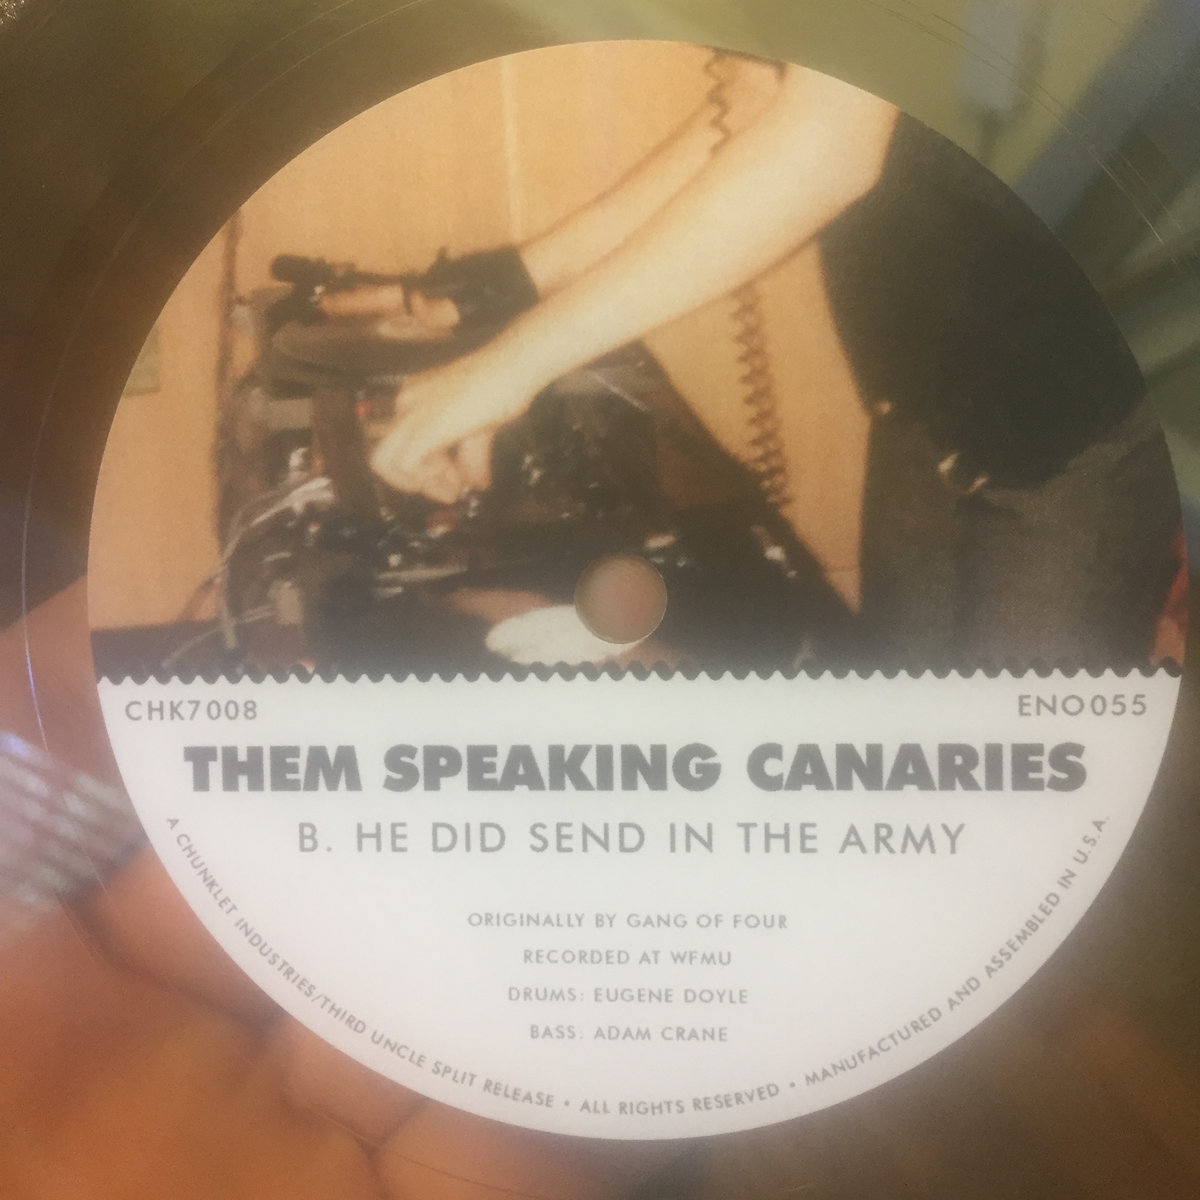 CHK7008
ENO055
THEM SPEAKING CANARIES
B. HE DID SEND IN THE ARMY
ORIGINALLY BY GANG OF FOUR
RECORDED AT WFMU
DRUMS: EUGENE DOYLE
BASS: ADAM CRANE
A CHUNKLET INDUSTRIES/THIRD UNCLE SPLIT RELEASE • ALL RIGHTS RESERVED • MANUFACTURED AND ASSEMBLED IN U.S.A.